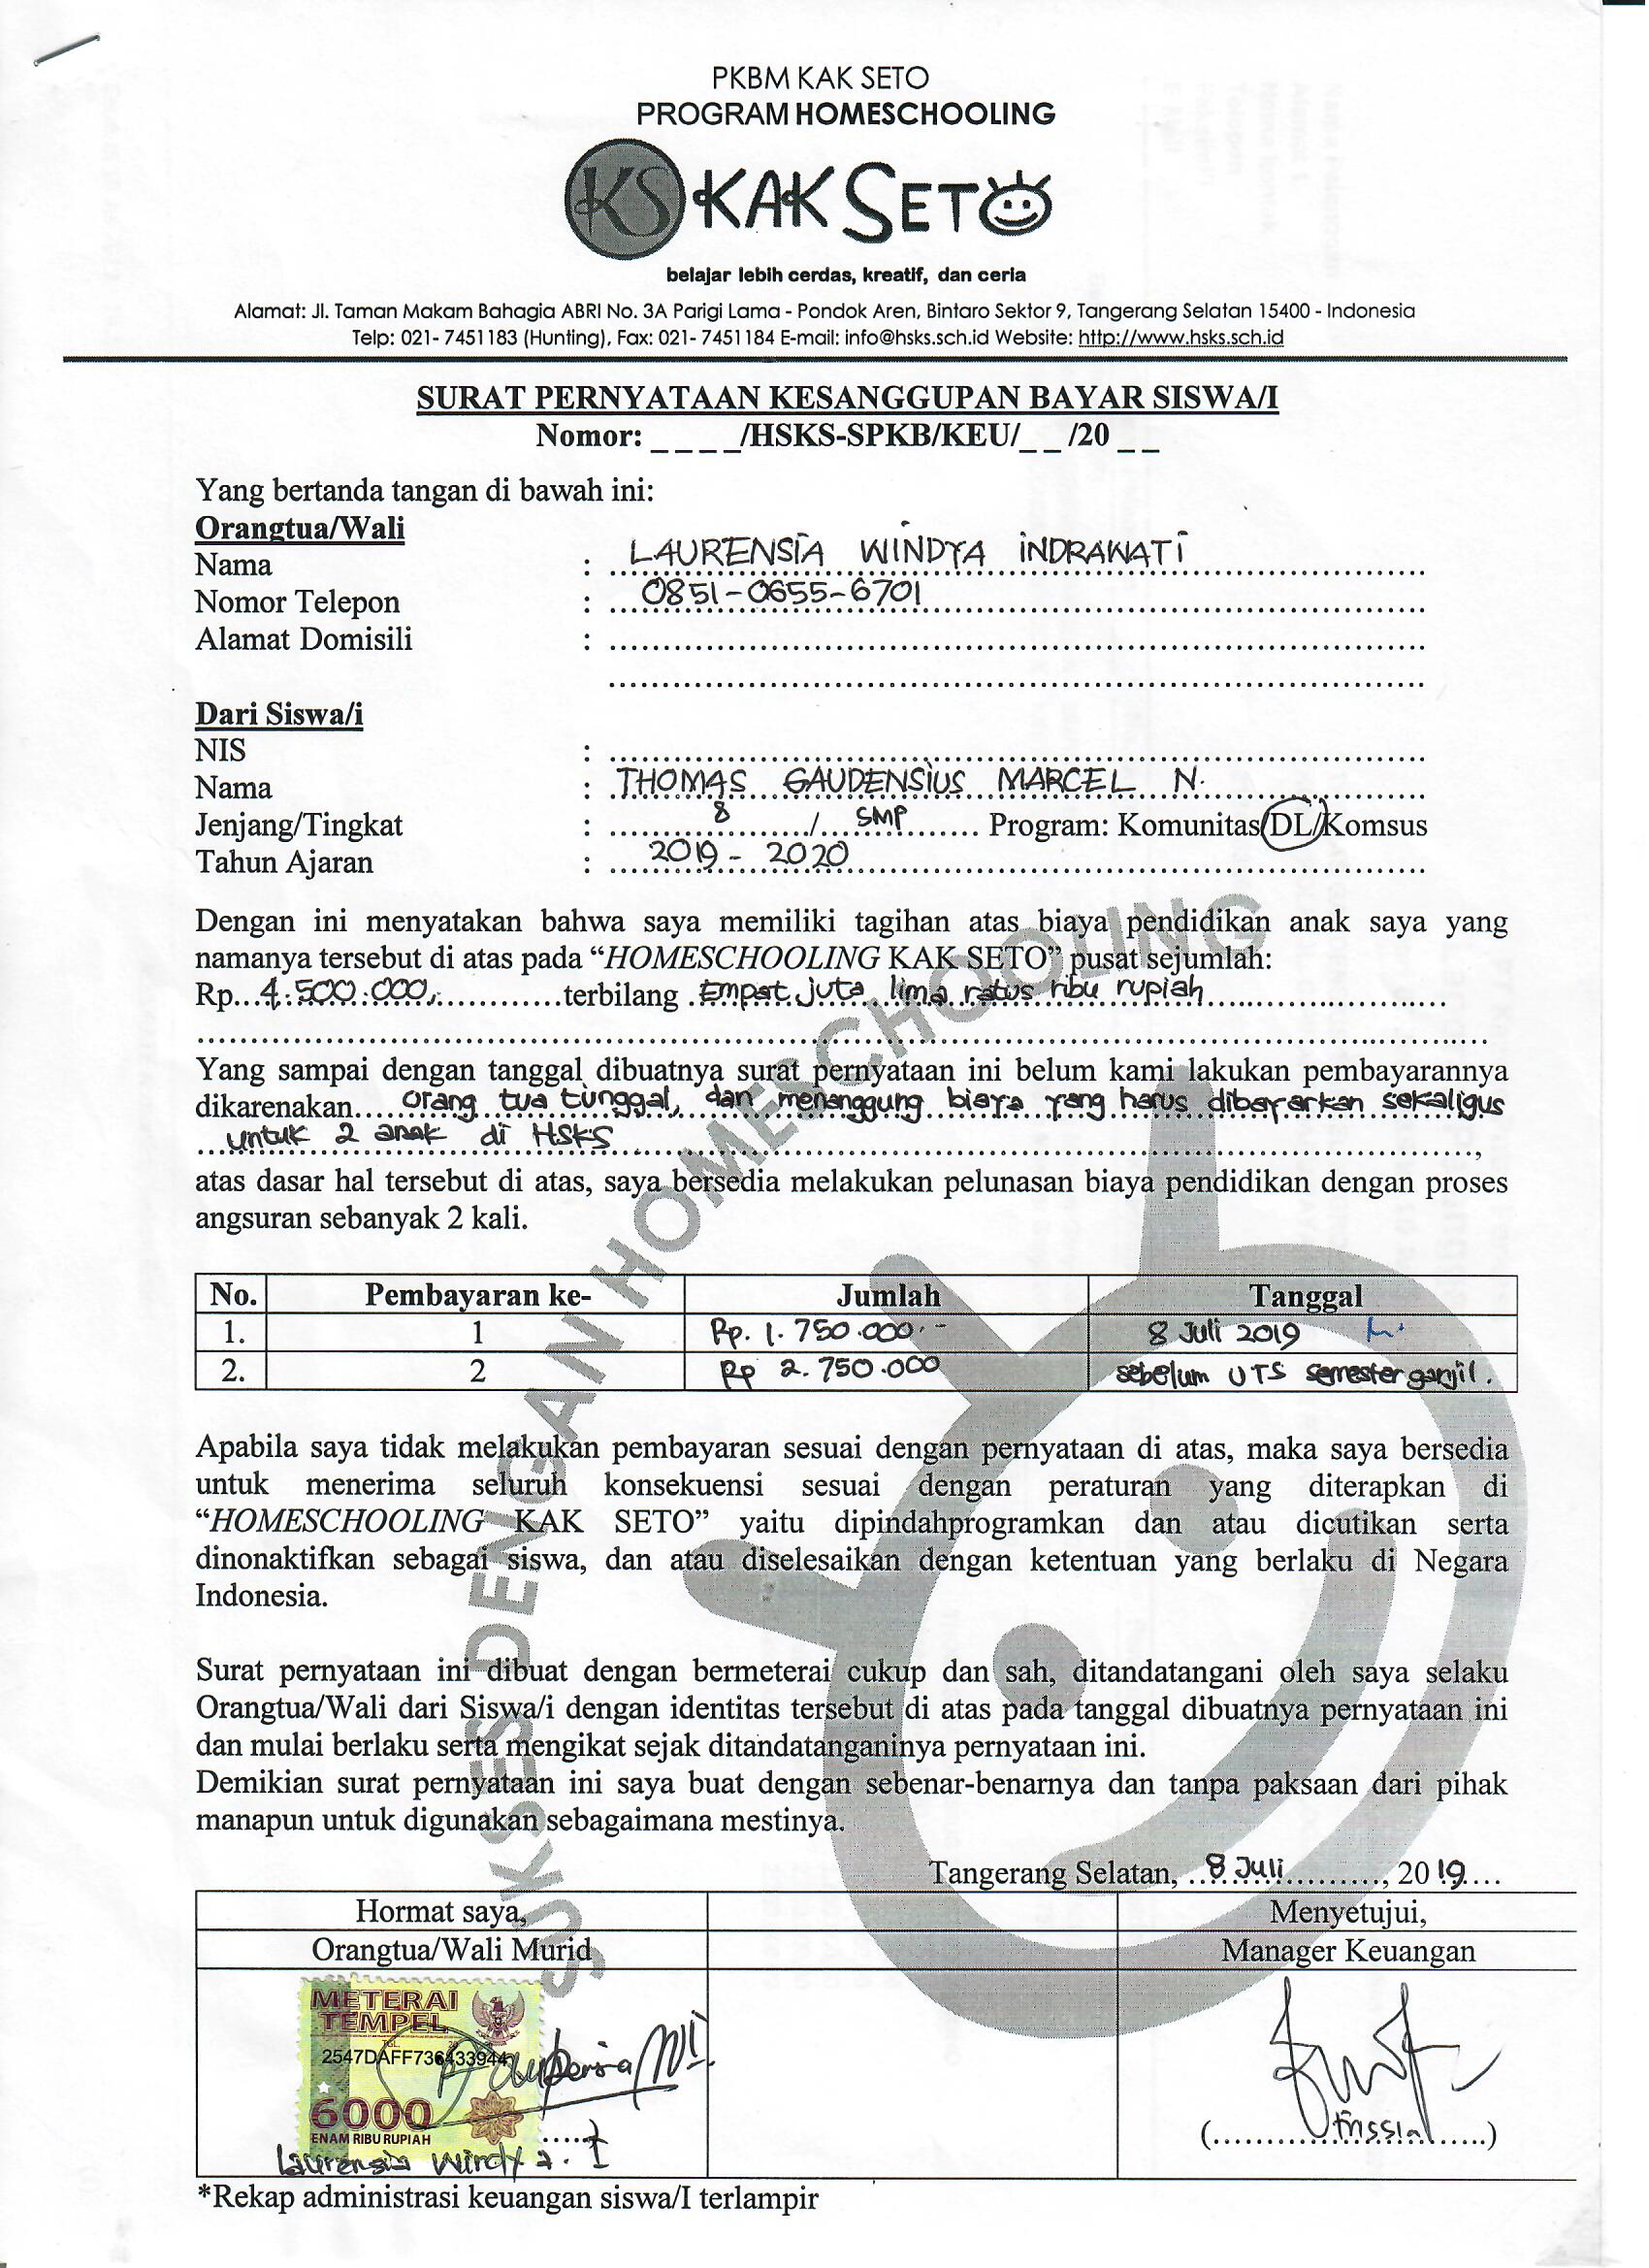 PKBM KAK SETO
PROGRAM HOMESCHOOLING
KS KAK SETO
belajar lebih cerdas, kreatif, dan ceria
Alamat: Jl. Taman Makam Bahagia ABRI No. 3A Parigi Lama - Pondok Aren, Bintaro Sektor 9, Tangerang Selatan 15400 - Indonesia
Telp: 021- 7451183 (Hunting), Fax: 021- 7451184 E-mail: info@hsks.sch.id Website: http://www.hsks.sch.id
SURAT PERNYATAAN KESANGGUPAN BAYAR SISWA/I
Nomor: _ _ _ _/HSKS-SPKB/KEU/_ _ /20 _ _
Yang bertanda tangan di bawah ini:
Orangtua/Wali
Nama : LAURENSIA WINDYA INDRAWATI
Nomor Telepon : 0851-0655-6701
Alamat Domisili :
Dari Siswa/i
NIS :
Nama : THOMAS GAUDENSIUS MARCEL N.
Jenjang/Tingkat : 8 / SMP Program: Komunitas/DL/Komsus
Tahun Ajaran : 2019 - 2020
Dengan ini menyatakan bahwa saya memiliki tagihan atas biaya pendidikan anak saya yang
namanya tersebut di atas pada “HOMESCHOOLING KAK SETO” pusat sejumlah:
Rp. 4.500.000,- terbilang Empat juta lima ratus ribu rupiah
Yang sampai dengan tanggal dibuatnya surat pernyataan ini belum kami lakukan pembayarannya
dikarenakan orang tua tunggal, dan menanggung biaya yang harus dibayarkan sekaligus
untuk 2 anak di HSKS ,
atas dasar hal tersebut di atas, saya bersedia melakukan pelunasan biaya pendidikan dengan proses
angsuran sebanyak 2 kali.
No. Pembayaran ke- Jumlah Tanggal
1. 1 Rp. 1.750.000.- 8 Juli 2019
2. 2 Rp 2.750.000 sebelum UTS semester ganjil.
Apabila saya tidak melakukan pembayaran sesuai dengan pernyataan di atas, maka saya bersedia
untuk menerima seluruh konsekuensi sesuai dengan peraturan yang diterapkan di
“HOMESCHOOLING KAK SETO” yaitu dipindahprogramkan dan atau dicutikan serta
dinonaktifkan sebagai siswa, dan atau diselesaikan dengan ketentuan yang berlaku di Negara
Indonesia.
Surat pernyataan ini dibuat dengan bermeterai cukup dan sah, ditandatangani oleh saya selaku
Orangtua/Wali dari Siswa/i dengan identitas tersebut di atas pada tanggal dibuatnya pernyataan ini
dan mulai berlaku serta mengikat sejak ditandatanganinya pernyataan ini.
Demikian surat pernyataan ini saya buat dengan sebenar-benarnya dan tanpa paksaan dari pihak
manapun untuk digunakan sebagaimana mestinya.
SUKSES DENGAN HOMESCHOOLING
Tangerang Selatan, 8 Juli, 2019
Hormat saya, Menyetujui,
Orangtua/Wali Murid Manager Keuangan
METERAI
TEMPEL
2547DAFF736433944
6000
ENAM RIBU RUPIAH
Laurensia Windya. I
*Rekap administrasi keuangan siswa/I terlampir